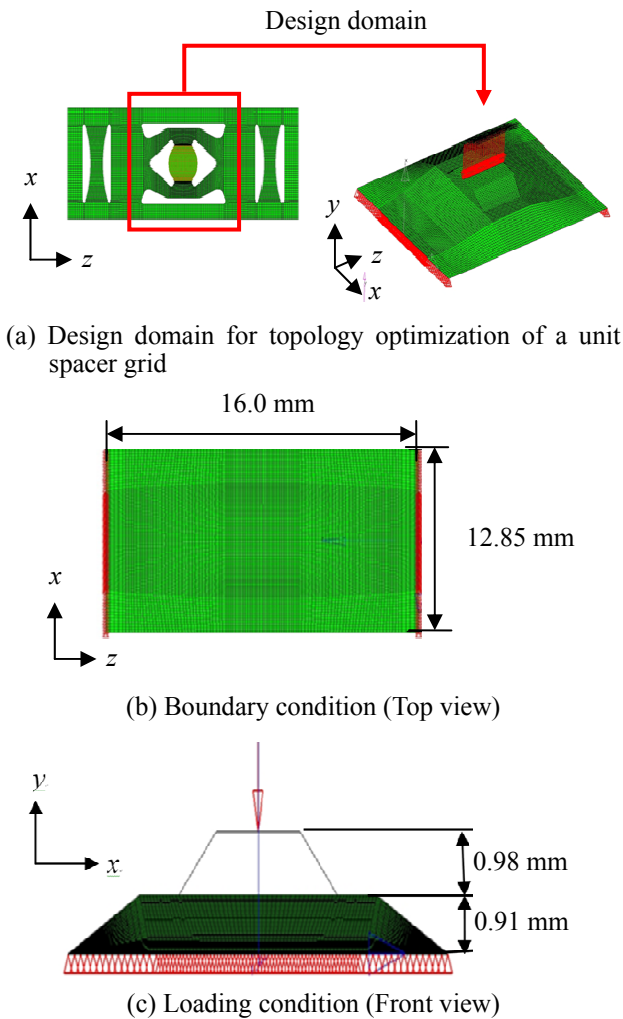 Design domain
x
z
y
z
x
(a) Design domain for topology optimization of a unit
spacer grid
16.0 mm
12.85 mm
x
z
(b) Boundary condition (Top view)
y
x
0.98 mm
0.91 mm
(c) Loading condition (Front view)